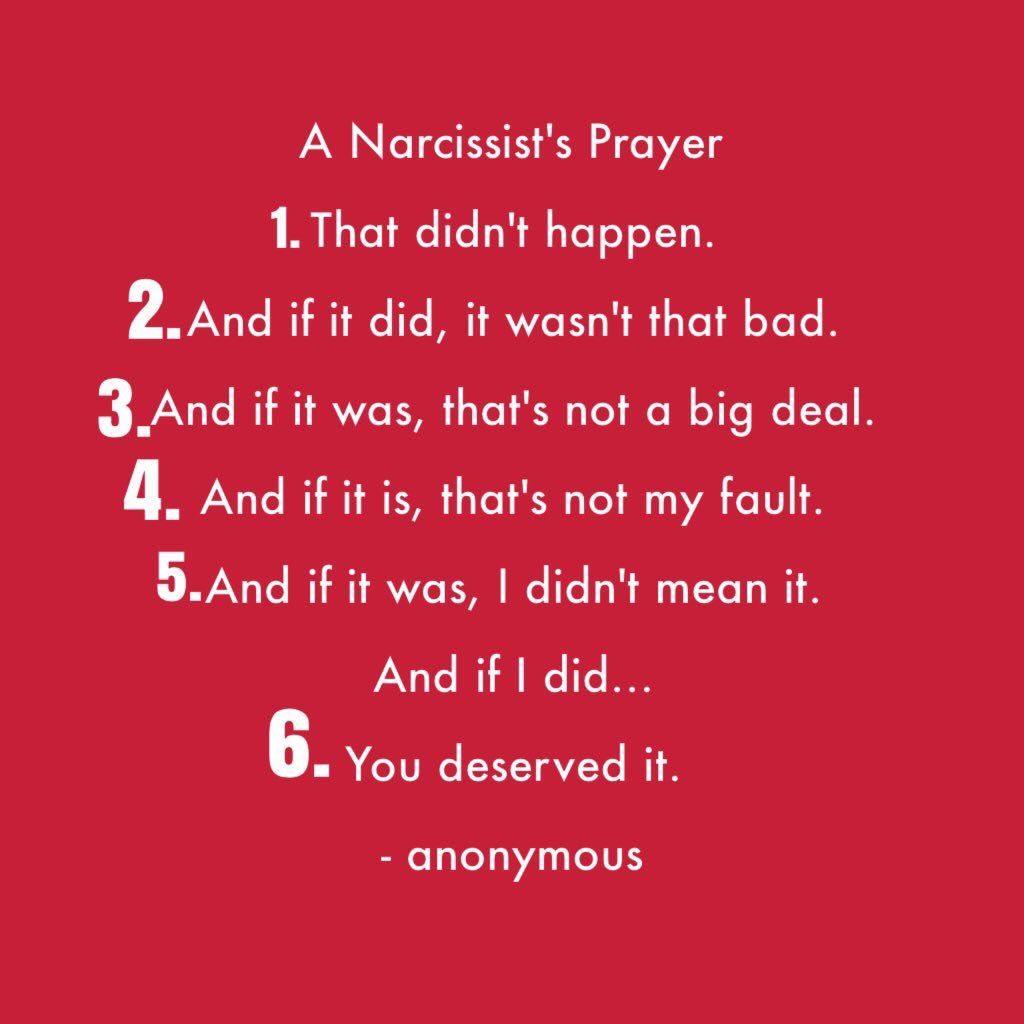 A Narcissist's Prayer
1. That didn't happen.
2. And if it did, it wasn't that bad.
3. And if it was, that's not a big deal.
4. And if it is, that's not my fault.
5. And if it was, I didn't mean it.
And if I did...
6. You deserved it.
- anonymous